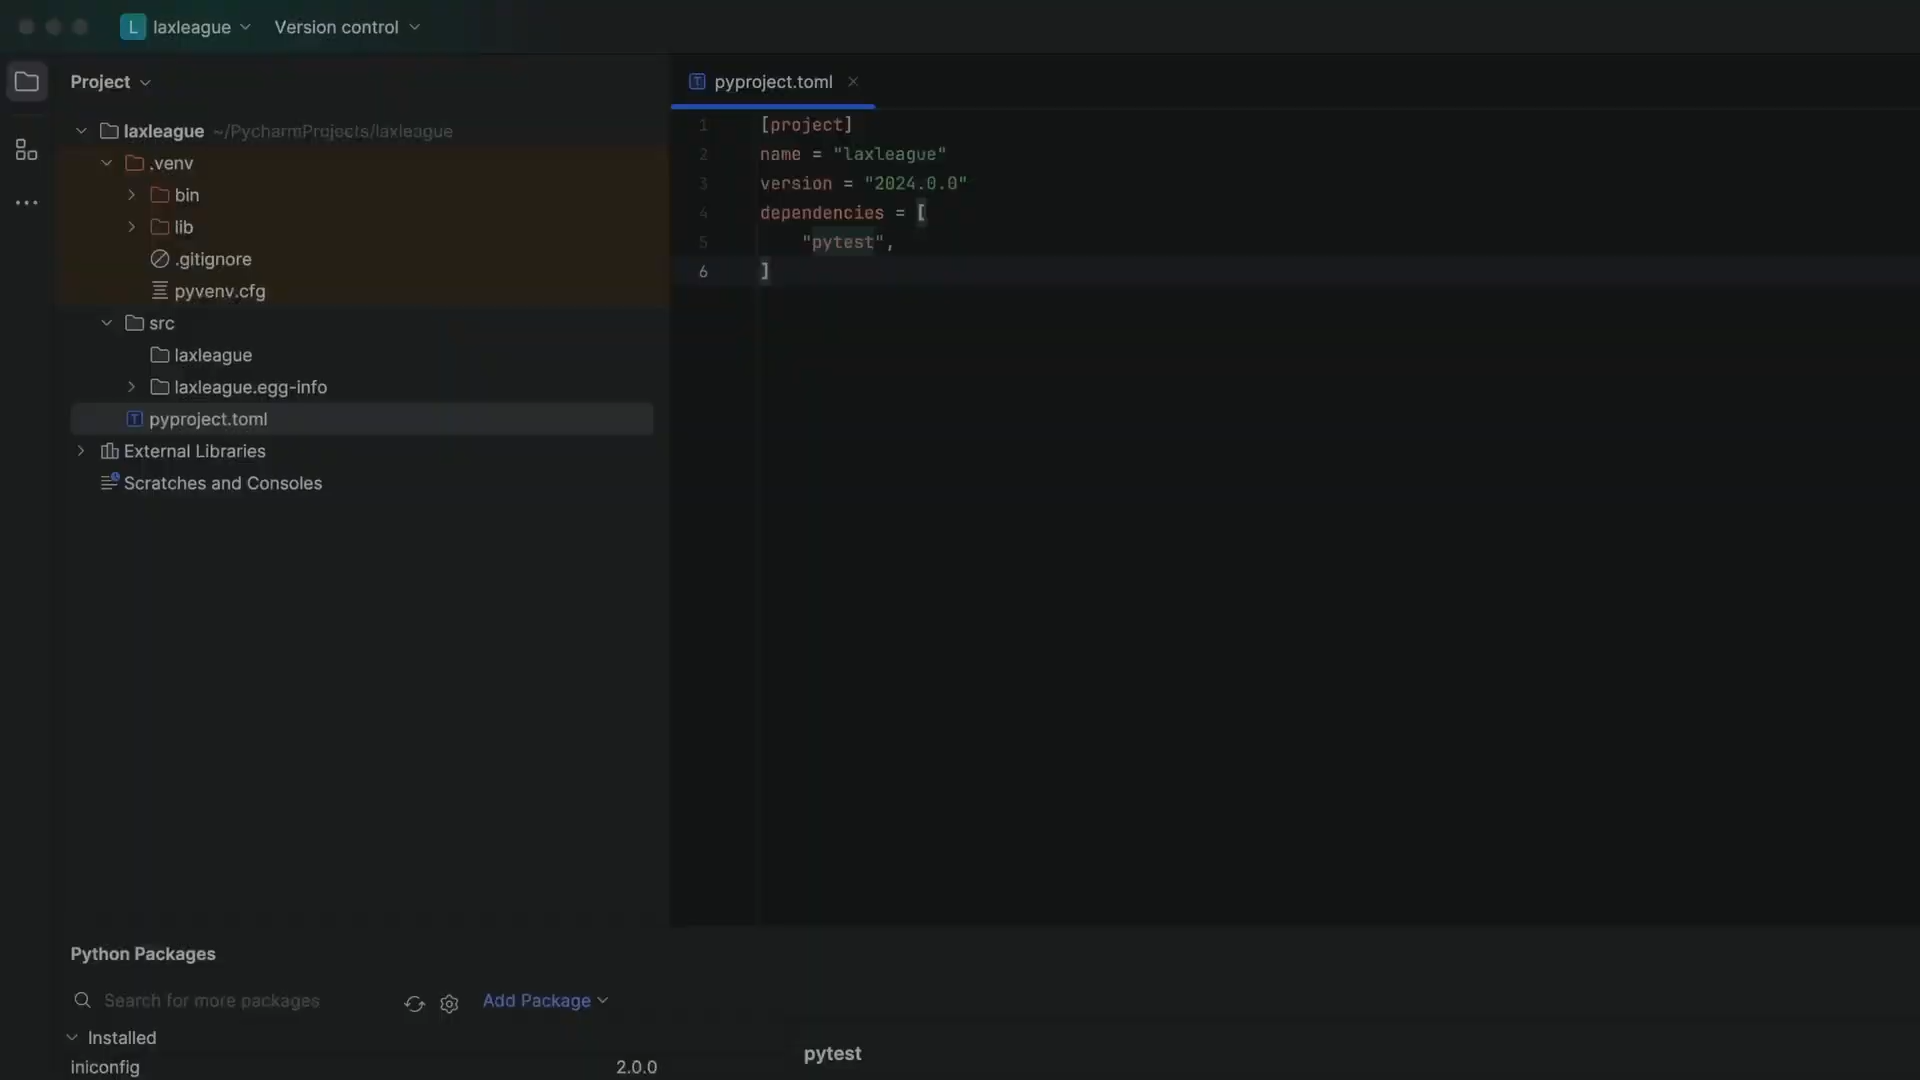 L laxleague Version control
Project
laxleague ~/PycharmProjects/laxleague
.venv
bin
lib
.gitignore
pyvenv.cfg
src
laxleague
laxleague.egg-info
pyproject.toml
External Libraries
Scratches and Consoles
pyproject.toml
1 [project]
2 name = "laxleague"
3 version = "2024.0.0"
4 dependencies = [
5 "pytest",
6 ]
Python Packages
Search for more packages Add Package
Installed
iniconfig 2.0.0
pytest